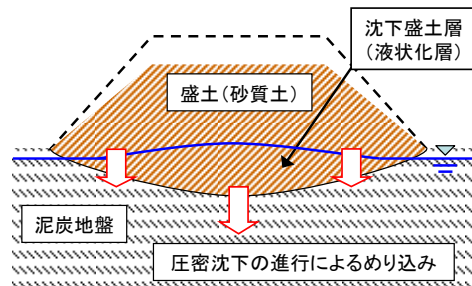 沈下盛土層
(液状化層)
盛土(砂質土)
泥炭地盤
圧密沈下の進行によるめり込み